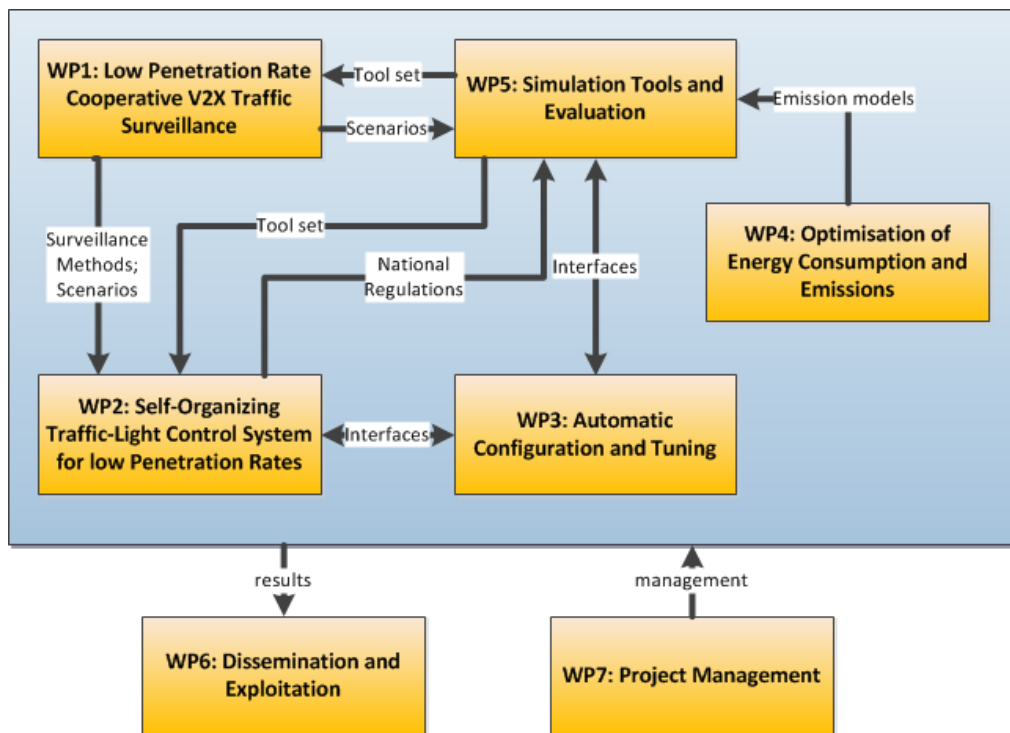 WP1: Low Penetration Rate
Cooperative V2X Traffic
Surveillance
Tool set
WP5: Simulation Tools and
Evaluation
Emission models
Scenarios
WP4: Optimisation of
Energy Consumption and
Emissions
Tool set
Surveillance
Methods;
Scenarios
National
Regulations
Interfaces
WP2: Self-Organizing
Traffic-Light Control System
for low Penetration Rates
Interfaces
WP3: Automatic
Configuration and Tuning
results
management
WP6: Dissemination and
Exploitation
WP7: Project Management